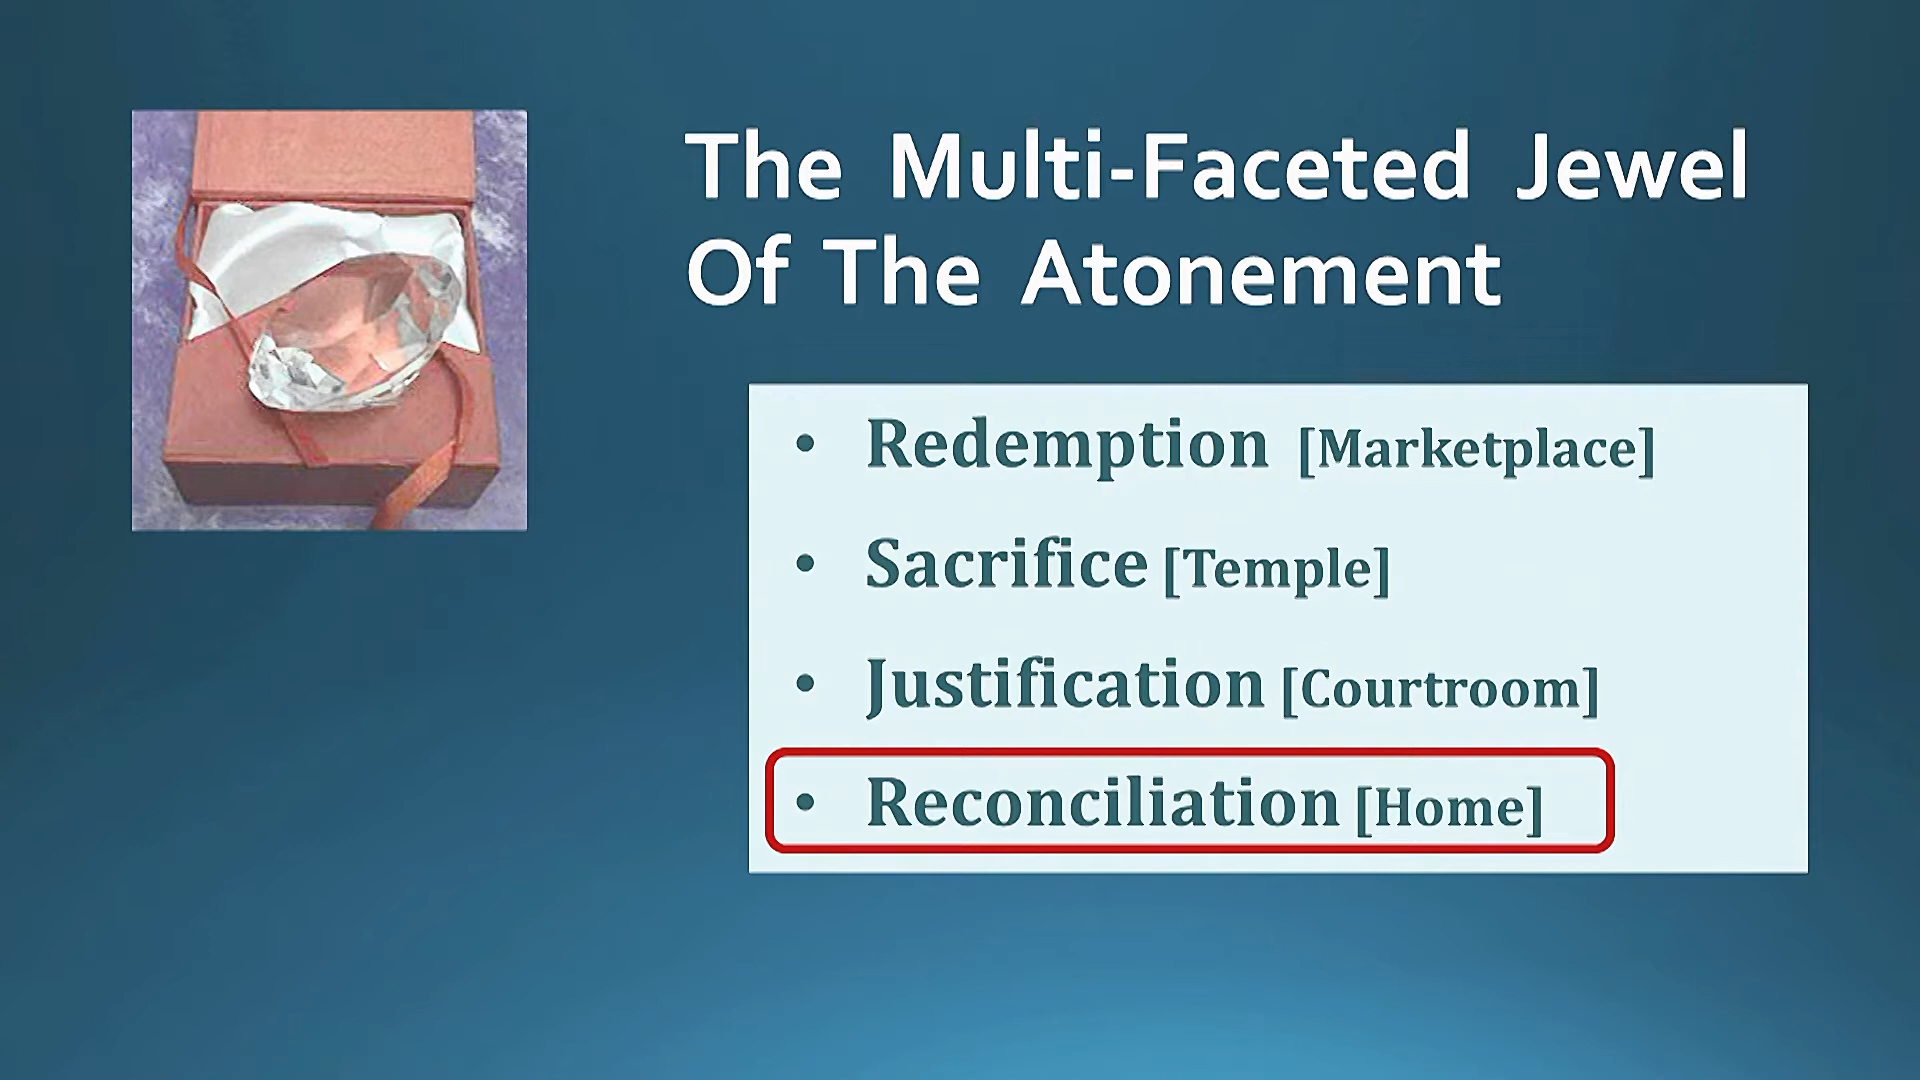 The Multi-Faceted Jewel
Of The Atonement
• Redemption [Marketplace]
• Sacrifice [Temple]
• Justification [Courtroom]
• Reconciliation [Home]